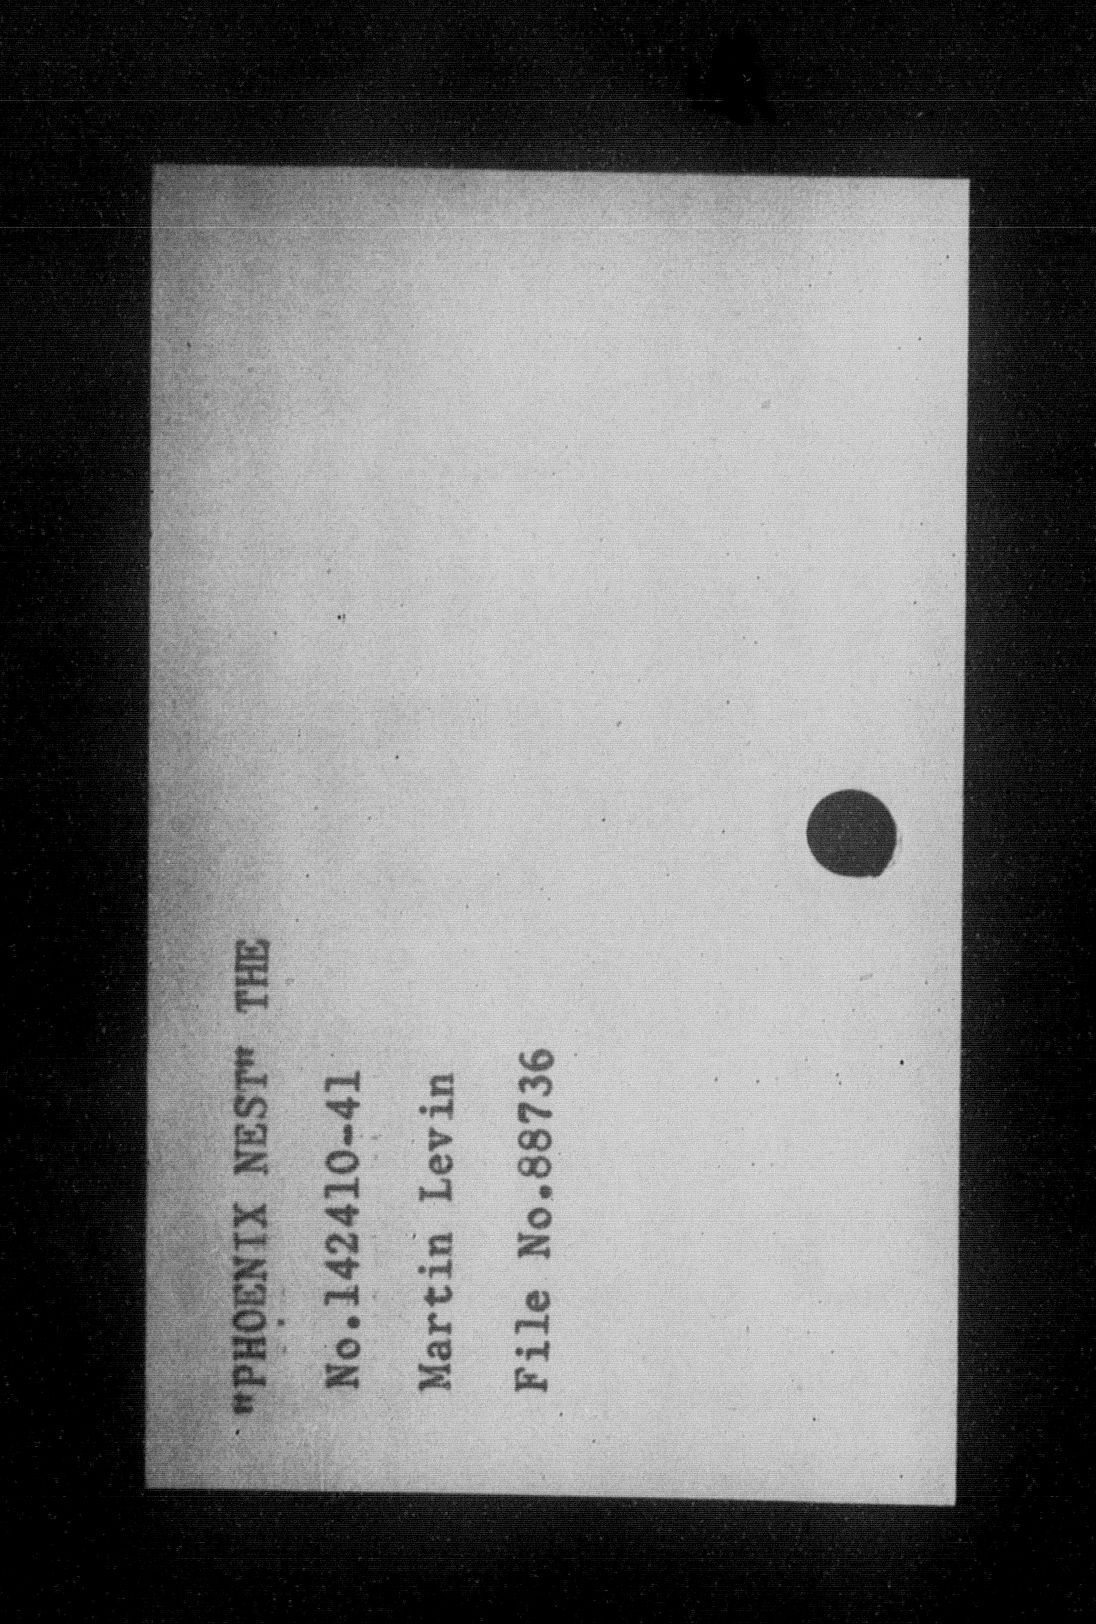 "PHOENIX NEST" THE
No.142410-41
Martin Levin
File No.88736